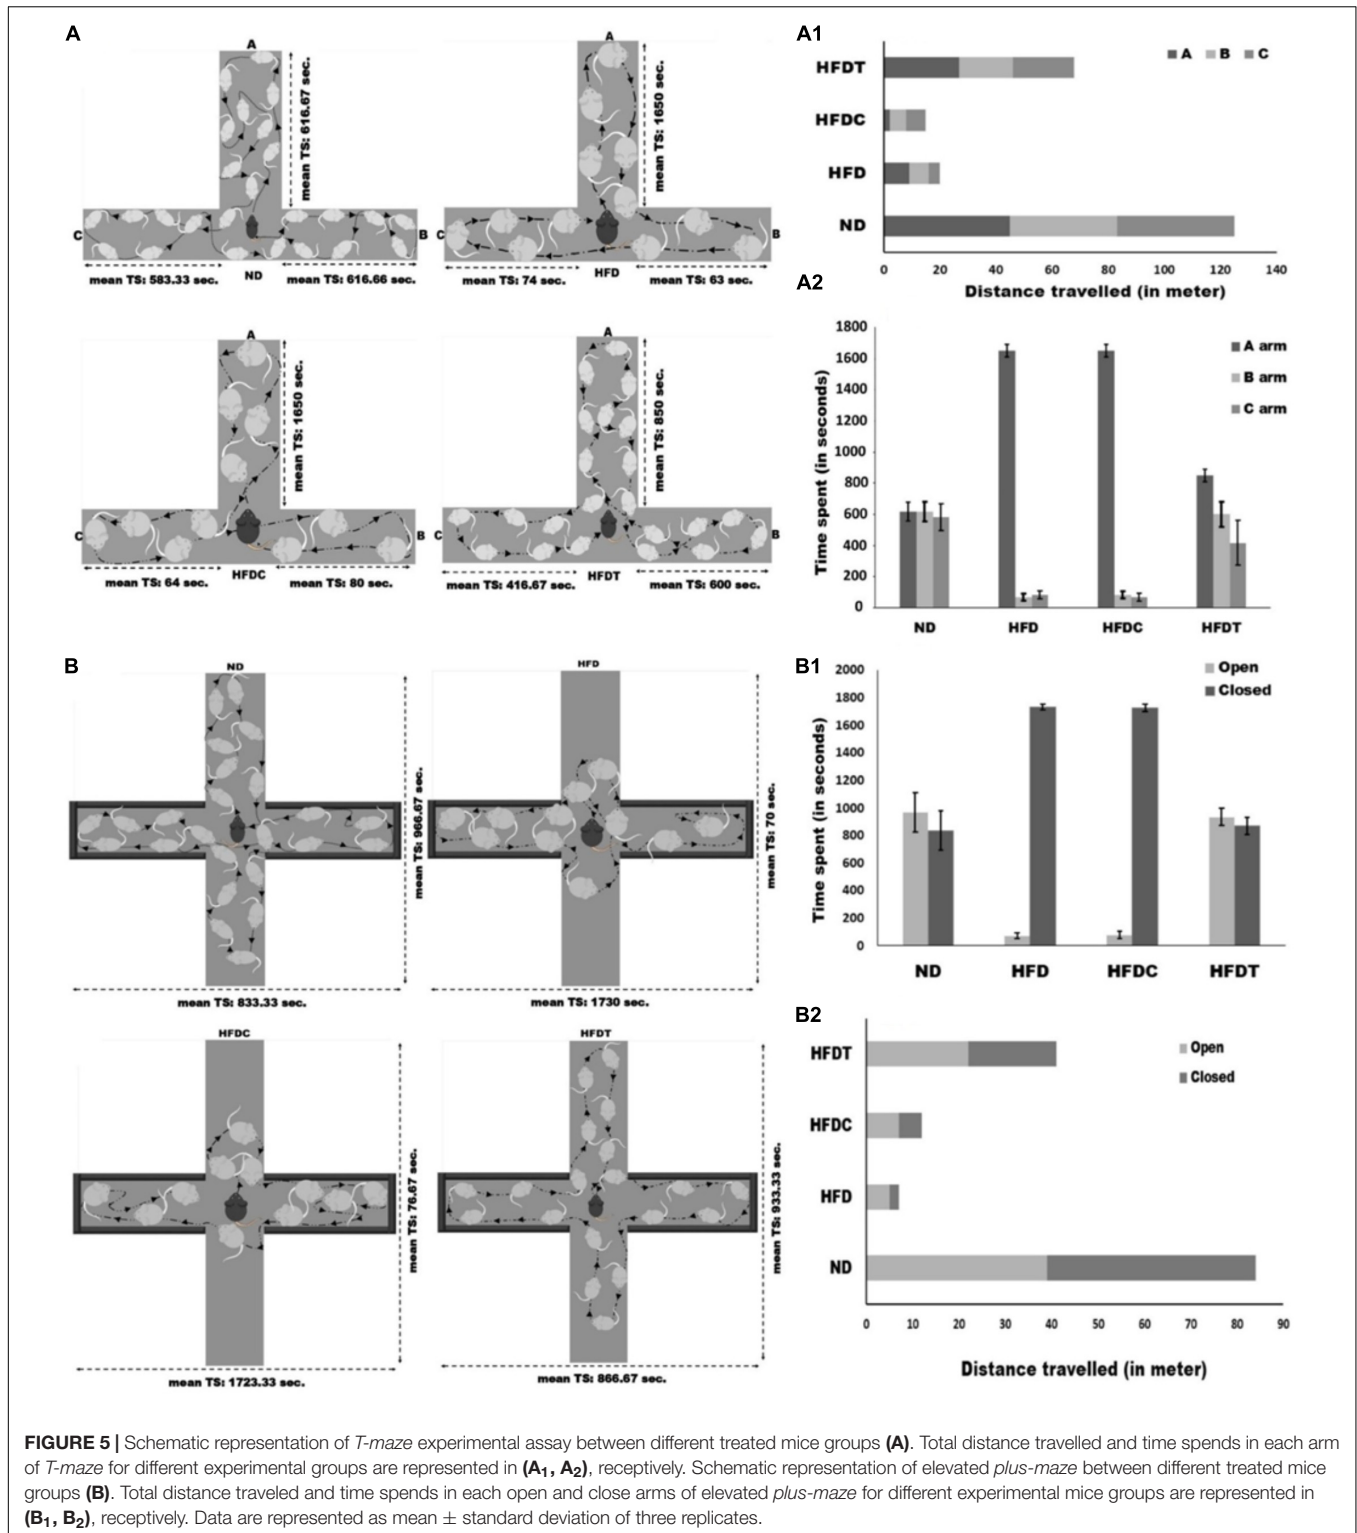 A
A
mean TS: 616.67 sec.
C
B
mean TS: 583.33 sec.
ND
mean TS: 616.66 sec.
A
mean TS: 1650 sec.
C
B
mean TS: 74 sec.
HFD
mean TS: 63 sec.
A
mean TS: 1650 sec.
C
B
mean TS: 64 sec.
HFDC
mean TS: 80 sec.
A
mean TS: 850 sec.
C
B
mean TS: 416.67 sec.
HFDT
mean TS: 600 sec.
A1
A B C
HFDT
HFDC
HFD
ND
0 20 40 60 80 100 120 140
Distance travelled (in meter)
A2
Time spent (in seconds)
1800
1600
1400
1200
1000
800
600
400
200
0
A arm
B arm
C arm
ND HFD HFDC HFDT
B
ND
mean TS: 966.67 sec.
mean TS: 833.33 sec.
HFD
mean TS: 70 sec.
mean TS: 1730 sec.
HFDC
mean TS: 76.67 sec.
mean TS: 1723.33 sec.
HFDT
mean TS: 933.33 sec.
mean TS: 866.67 sec.
B1
Time spent (in seconds)
2000
1800
1600
1400
1200
1000
800
600
400
200
0
Open
Closed
ND HFD HFDC HFDT
B2
Open
Closed
HFDT
HFDC
HFD
ND
0 10 20 30 40 50 60 70 80 90
Distance travelled (in meter)
FIGURE 5 | Schematic representation of T-maze experimental assay between different treated mice groups (A). Total distance travelled and time spends in each arm
of T-maze for different experimental groups are represented in (A1, A2), receptively. Schematic representation of elevated plus-maze between different treated mice
groups (B). Total distance traveled and time spends in each open and close arms of elevated plus-maze for different experimental mice groups are represented in
(B1, B2), receptively. Data are represented as mean ± standard deviation of three replicates.